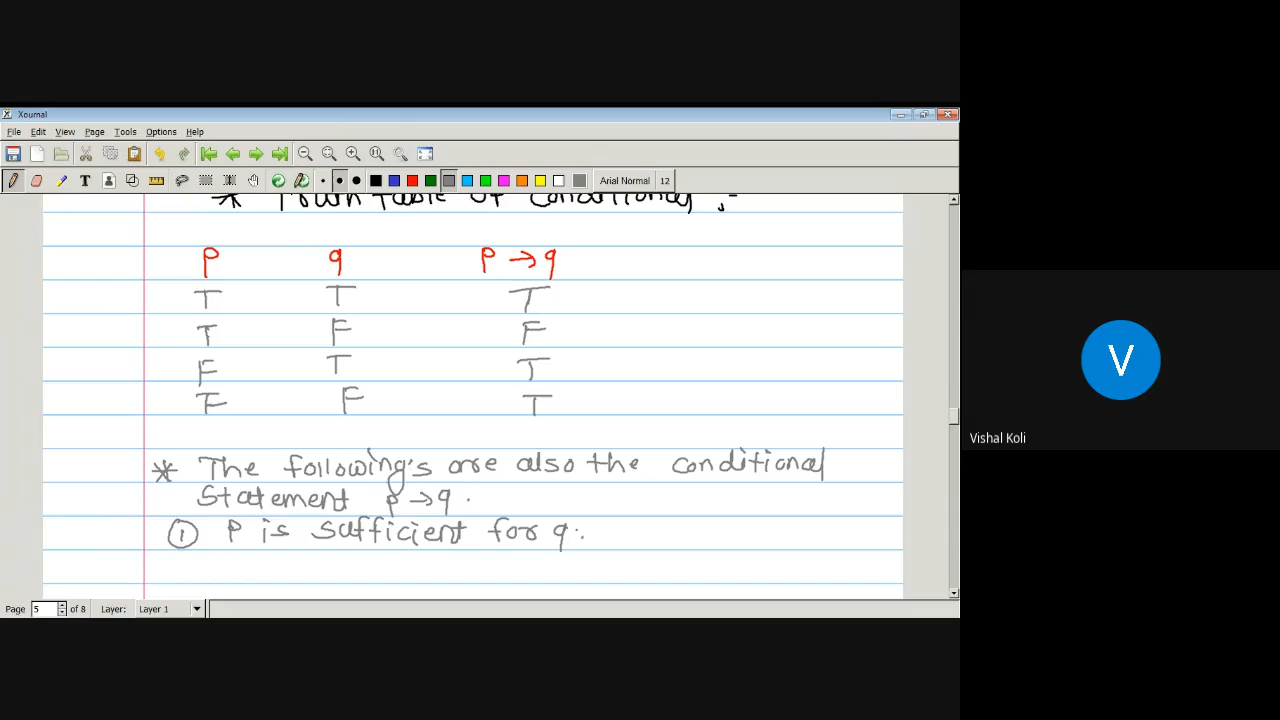 Xournal
File Edit View Page Tools Options Help
Arial Normal 12
* Truth table of Conditional :-
p q p → q
T T T
T F F
F T T
F F T
* The following's are also the conditional
statement p → q .
① p is sufficient for q .
Page 5 of 8 Layer: Layer 1
V
Vishal Koli